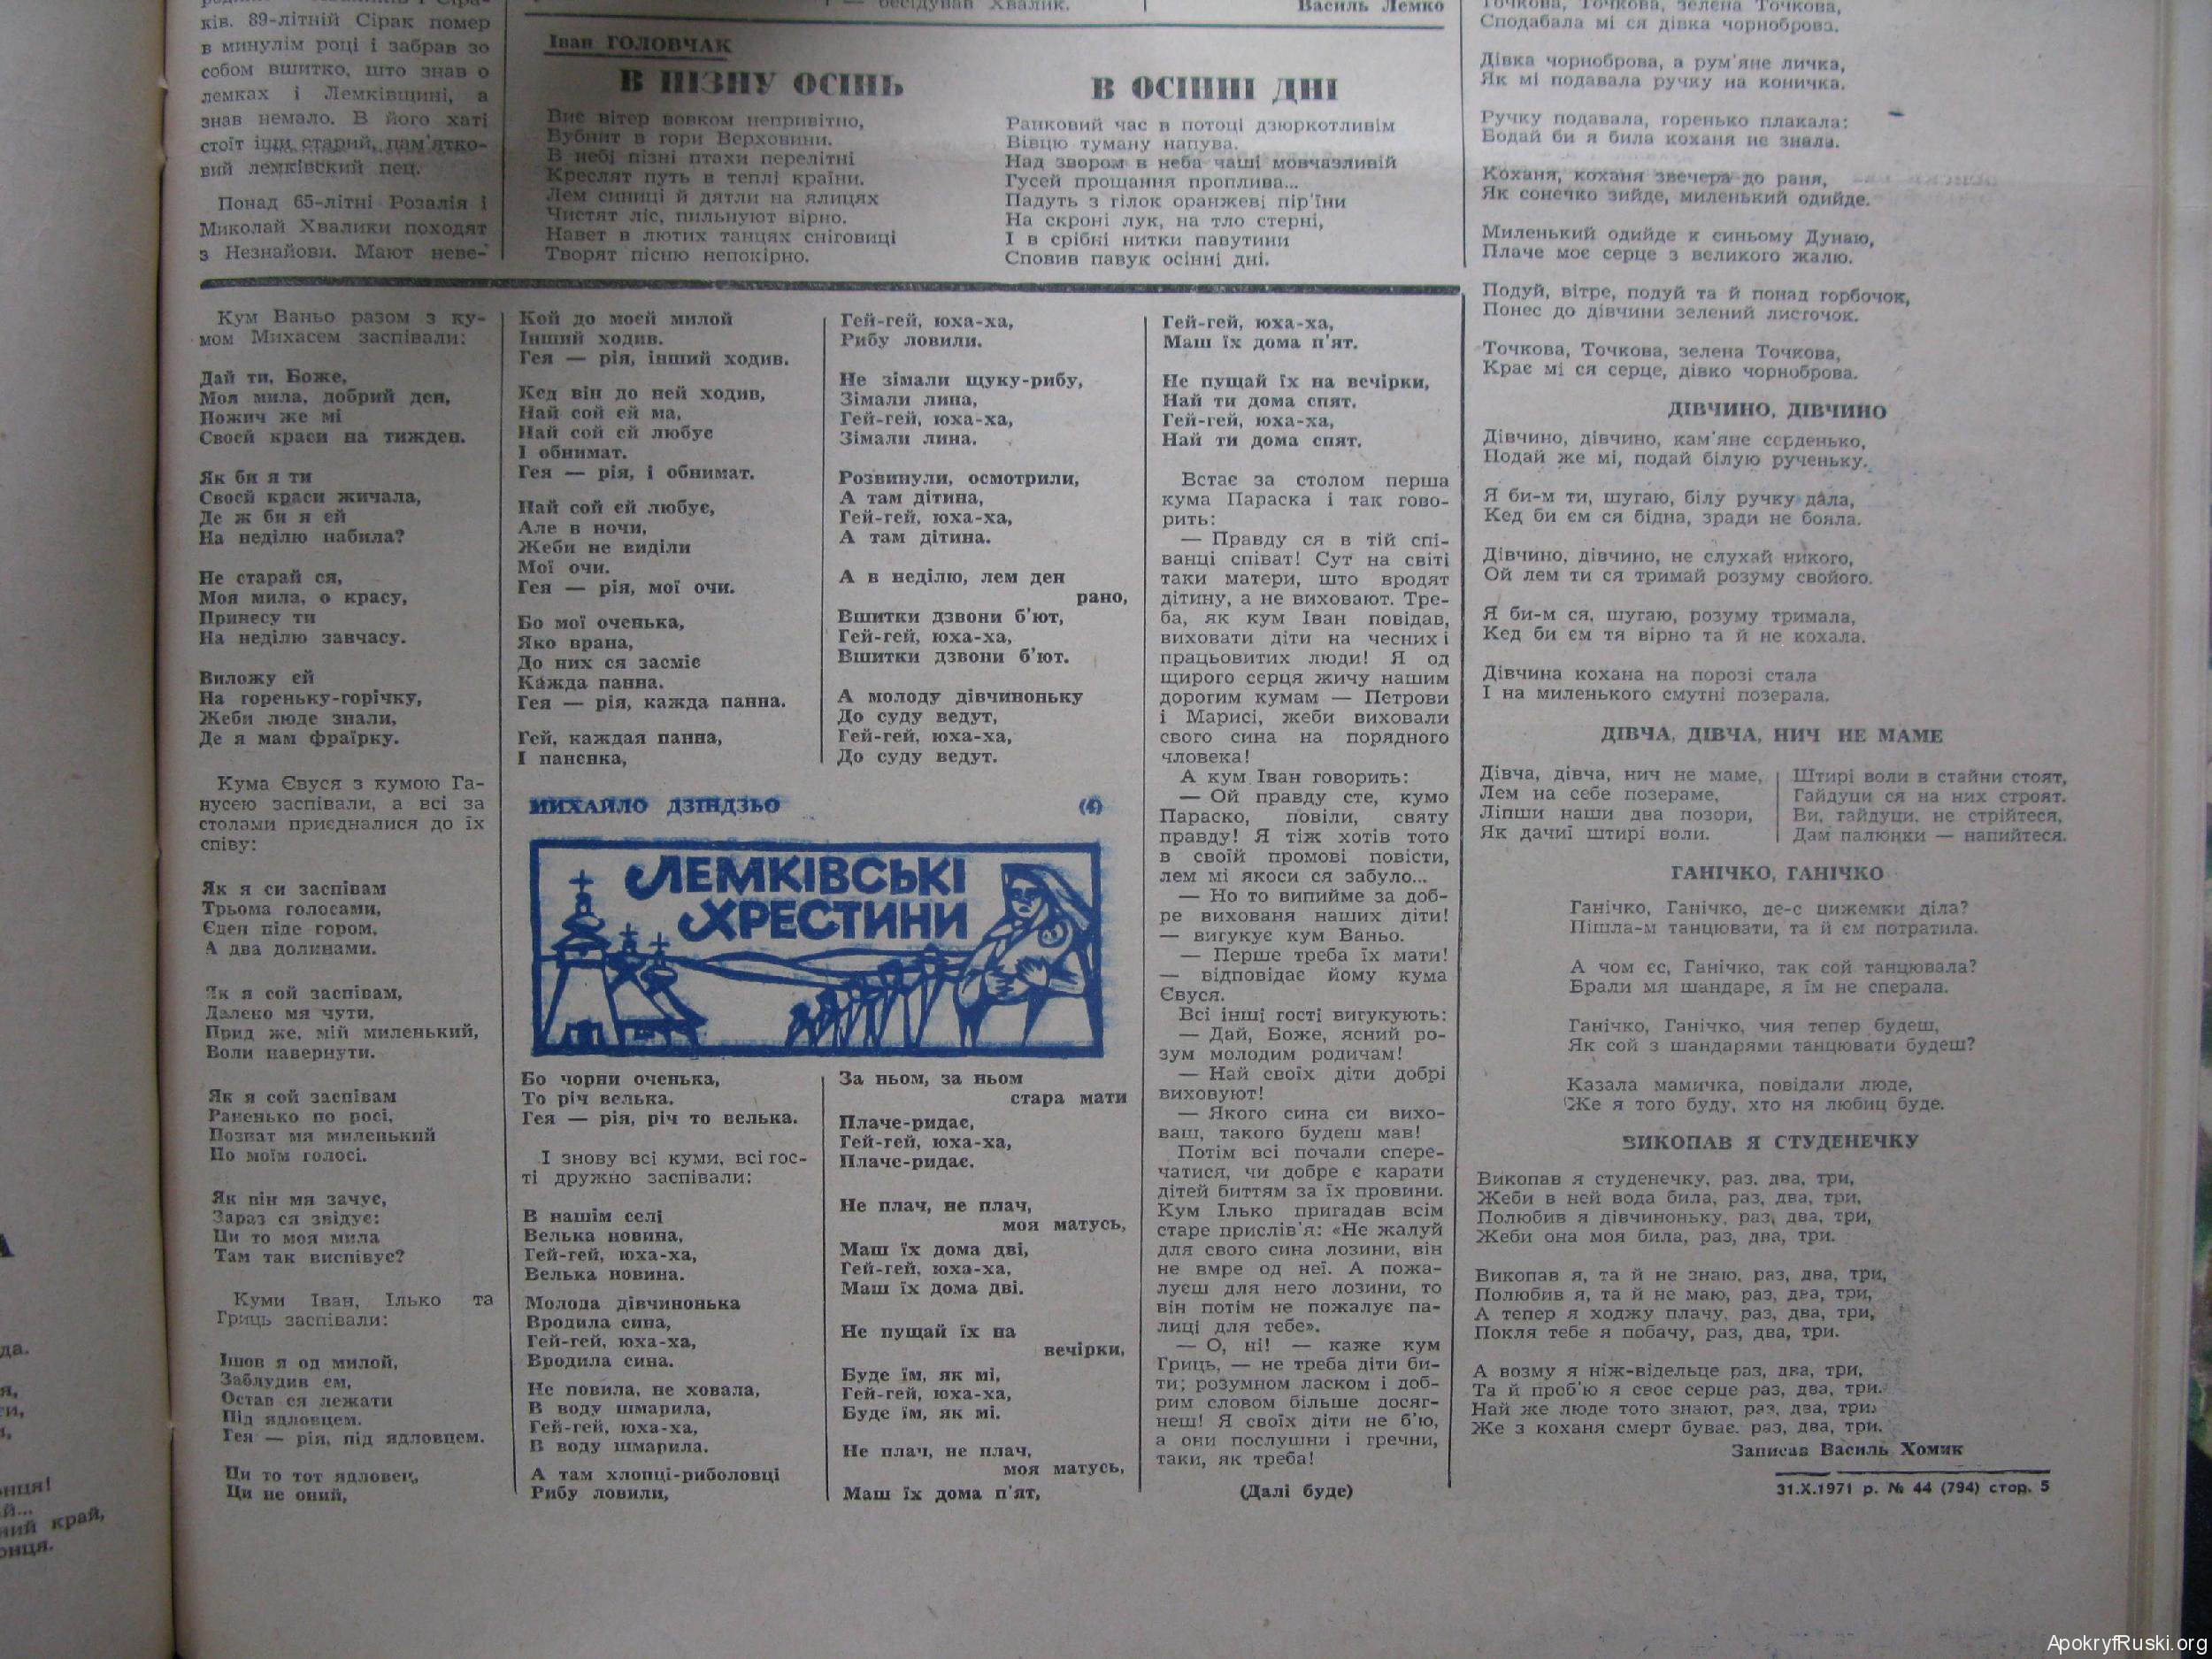 ків. 89-літній Сірак помер
в минулім році і забрав зо
собом вшитко, што знав о
лемках і Лемківщині, а
знав немало. В його хаті
стоїт іщи старий, пам'ятко-
вий лемківский пец.
Понад 65-літні Розалія і
Миколай Хвалики походят
з Незнайови. Мают неве-
— бесідував Хвалик.
Василь Лемко
Іван ГОЛОВЧАК
В ПІЗНУ ОСІНЬ
Виє вітер вовком непривітно,
Бубнит в гори Верховини.
В небі пізні птахи перелітні
Креслят путь в теплі країни.
Лем синиці й дятли на ялицях
Чистят ліс, пильнуют вірно.
Навет в лютих танцях сніговиці
Творят пісню непокірно.
В ОСІННІ ДНІ
Ранковий час в потоці дзюркотливім
Вівцю туману напува.
Над звором в неба чаші мовчазливій
Гусей прощання проплива...
Падуть з гілок оранжеві пір'їни
На скроні лук, на тло стерні,
І в срібні нитки павутини
Сповив павук осінні дні.
Кум Ваньо разом з ку-
мом Михасем заспівали:
Дай ти, Боже,
Моя мила, добрий ден,
Пожич же мі
Своєй краси на тижден.
Як би я ти
Своєй краси жичала,
Де ж би я ей
На неділю набила?
Не старай ся,
Моя мила, о красу,
Принесу ти
На неділю завчасу.
Виложу ей
На гореньку-горічку,
Жеби люде знали,
Де я мам фраїрку.
Кума Євуся з кумою Га-
нусею заспівали, а всі за
столами приєдналися до їх
співу:
Як я си заспівам
Трьома голосами,
Єден піде гором,
А два долинами.
Як я сой заспівам,
Далеко мя чути,
Прид же, мій миленький,
Воли навернути.
Як я сой заспівам
Раненько по росі,
Познат мя миленький
По моїм голосі.
Як він мя зачує,
Зараз ся звідує:
Ци то моя мила
Там так виспівує?
Куми Іван, Ілько та
Гриць заспівали:
Ішов я од милой,
Заблудив єм,
Остав ся лежати
Під ядловцем.
Гея — рія, під ядловцем.
Ци то тот ядловец,
Ци не оний,
Кой до моей милой
Інший ходив.
Гея — рія, інший ходив.
Кед він до ней ходив,
Най сой ей ма,
Най сой ей любує
І обнимат.
Гея — рія, і обнимат.
Най сой ей любує,
Але в ночи,
Жеби не виділи
Мої очи.
Гея — рія, мої очи.
Бо мої оченька,
Яко врана,
До них ся засміє
Кажда панна.
Гея — рія, кажда панна.
Гей, каждая панна,
І паненка,
Гей-гей, юха-ха,
Рибу ловили.
Не зімали щуку-рибу,
Зімали лина,
Гей-гей, юха-ха,
Зімали лина.
Розвинули, осмотрили,
А там дітина,
Гей-гей, юха-ха,
А там дітина.
А в неділю, лем ден
рано,
Вшитки дзвони б'ют,
Гей-гей, юха-ха,
Вшитки дзвони б'ют.
А молоду дівчиноньку
До суду ведут,
Гей-гей, юха-ха,
До суду ведут.
МИХАЙЛО ДЗІНДЗЬО
(4)
ЛЕМКІВСЬКІ
ХРЕСТИНИ
Бо чорни оченька,
То річ велька.
Гея — рія, річ то велька.
І знову всі куми, всі гос-
ті дружно заспівали:
В нашім селі
Велька новина,
Гей-гей, юха-ха,
Велька новина.
Молода дівчинонька
Вродила сина,
Гей-гей, юха-ха,
Вродила сина.
Не повила, не ховала,
В воду шмарила,
Гей-гей, юха-ха,
В воду шмарила.
А там хлопці-риболовці
Рибу ловили,
За ньом, за ньом
стара мати
Плаче-ридає,
Гей-гей, юха-ха,
Плаче-ридає.
Не плач, не плач,
моя матусь,
Маш їх дома дві,
Гей-гей, юха-ха,
Маш їх дома дві.
Не пущай їх на
вечірки,
Буде їм, як мі,
Гей-гей, юха-ха,
Буде їм, як мі.
Не плач, не плач,
моя матусь,
Маш їх дома п'ят,
Гей-гей, юха-ха,
Маш їх дома п'ят.
Не пущай їх на вечірки,
Най ти дома спят,
Гей-гей, юха-ха,
Най ти дома спят.
Встає за столом перша
кума Параска і так гово-
рить:
— Правду ся в тій спі-
ванці співат! Сут на світі
таки матери, што вродят
дітину, а не виховают. Тре-
ба, як кум Іван повідав,
виховати діти на чесних і
працьовитих люди! Я од
щирого серця жичу нашим
дорогим кумам — Петрови
і Марисі, жеби виховали
свого сина на порядного
чловека!
А кум Іван говорить:
— Ой правду сте, кумо
Параско, повіли, святу
правду! Я тіж хотів тото
в своїй промові повісти,
лем мі якоси ся забуло...
— Но то випийме за доб-
ре вихованя наших діти!
— вигукує кум Ваньо.
— Перше треба їх мати!
— відповідає йому кума
Євуся.
Всі інші гості вигукують:
— Дай, Боже, ясний ро-
зум молодим родичам!
— Най своїх діти добрі
виховуют!
— Якого сина си вихо-
ваш, такого будеш мав!
Потім всі почали спере-
чатися, чи добре є карати
дітей биттям за їх провини.
Кум Ілько пригадав всім
старе прислів'я: «Не жалуй
для свого сина лозини, він
не вмре од неї. А пожа-
луєш для него лозини, то
він потім не пожалує па-
лиці для тебе».
— О, ні! — каже кум
Гриць, — не треба діти би-
ти; розумном ласком і доб-
рим словом більше досяг-
неш! Я своїх діти не б'ю,
а они послушни і гречни,
таки, як треба!
(Далі буде)
Точкова, Точкова, зелена Точкова,
Сподабала мі ся дівка чорноброва.
Дівка чорноброва, а рум'яне личка,
Як мі подавала ручку на коничка.
Ручку подавала, горенько плакала:
Бодай би я била коханя не знала.
Коханя, коханя звечера до раня,
Як сонечко зийде, миленький одийде.
Миленький одийде к синьому Дунаю,
Плаче моє серце з великого жалю.
Подуй, вітре, подуй та й понад горбочок,
Понес до дівчини зелений листочок.
Точкова, Точкова, зелена Точкова,
Крає мі ся серце, дівко чорноброва.
ДІВЧИНО, ДІВЧИНО
Дівчино, дівчино, кам'яне серденько,
Подай же мі, подай білую рученьку.
Я би-м ти, шугаю, білу ручку дала,
Кед би єм ся бідна, зради не бояла.
Дівчино, дівчино, не слухай никого,
Ой лем ти ся тримай розуму свойого.
Я би-м ся, шугаю, розуму тримала,
Кед би єм тя вірно та й не кохала.
Дівчина кохана на порозі стала
І на миленького смутні позерала.
ДІВЧА, ДІВЧА, НИЧ НЕ МАМЕ
Дівча, дівча, нич не маме,
Лем на себе позераме,
Ліпши наши два позори,
Як дачиї штирі воли.
Штирі воли в стайни стоят,
Гайдуци ся на них строят.
Ви, гайдуци, не стрійтеся,
Дам палюнки — напийтеся.
ГАНІЧКО, ГАНІЧКО
Ганічко, Ганічко, де-с цижемки діла?
Пішла-м танцювати, та й єм потратила.
А чом єс, Ганічко, так сой танцювала?
Брали мя шандаре, я їм не сперала.
Ганічко, Ганічко, чия тепер будеш,
Як сой з шандарями танцювати будеш?
Казала мамичка, повідали люде,
Же я того буду, хто ня любиц буде.
ВИКОПАВ Я СТУДЕНЕЧКУ
Викопав я студенечку, раз, два, три,
Жеби в ней вода била, раз, два, три,
Полюбив я дівчиноньку, раз, два, три,
Жеби она моя била, раз, два, три.
Викопав я, та й не знаю, раз, два, три,
Полюбив я, та й не маю, раз, два, три,
А тепер я ходжу плачу, раз, два, три,
Покля тебе я побачу, раз, два, три.
А возму я ніж-відельце раз, два, три,
Та й проб'ю я своє серце раз, два, три.
Най же люде тото знают, раз, два, три,
Же з коханя смерт буває, раз, два, три.
Записав Василь Хомик
31.X.1971 р. № 44 (794) стор. 5
край,
ApokryfRuski.org